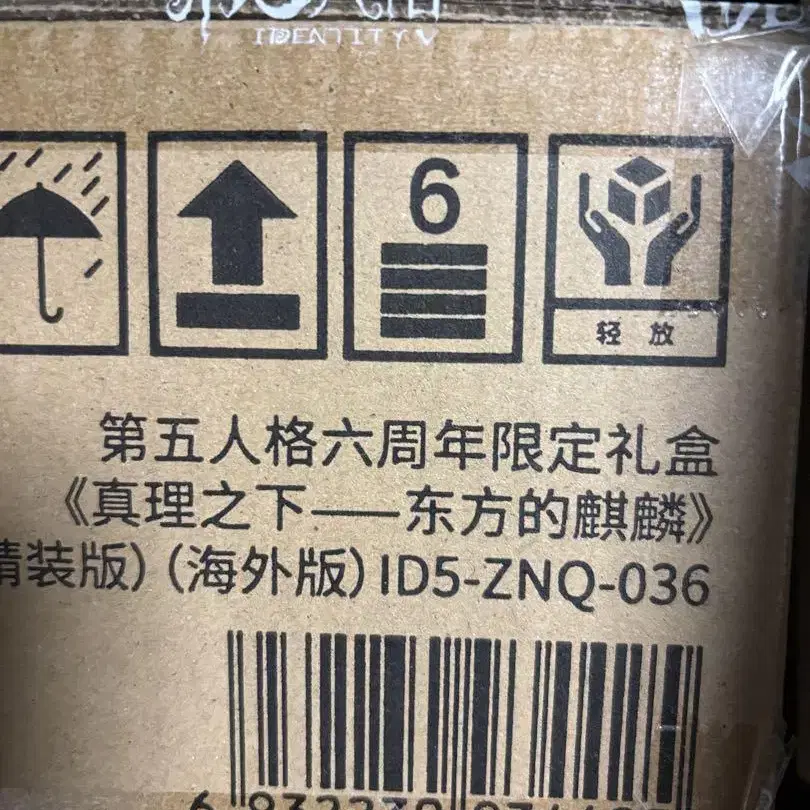 IDENTITY V
6
轻放
第五人格六周年限定礼盒
《真理之下——东方的麒麟》
精装版)(海外版)ID5-ZNQ-036